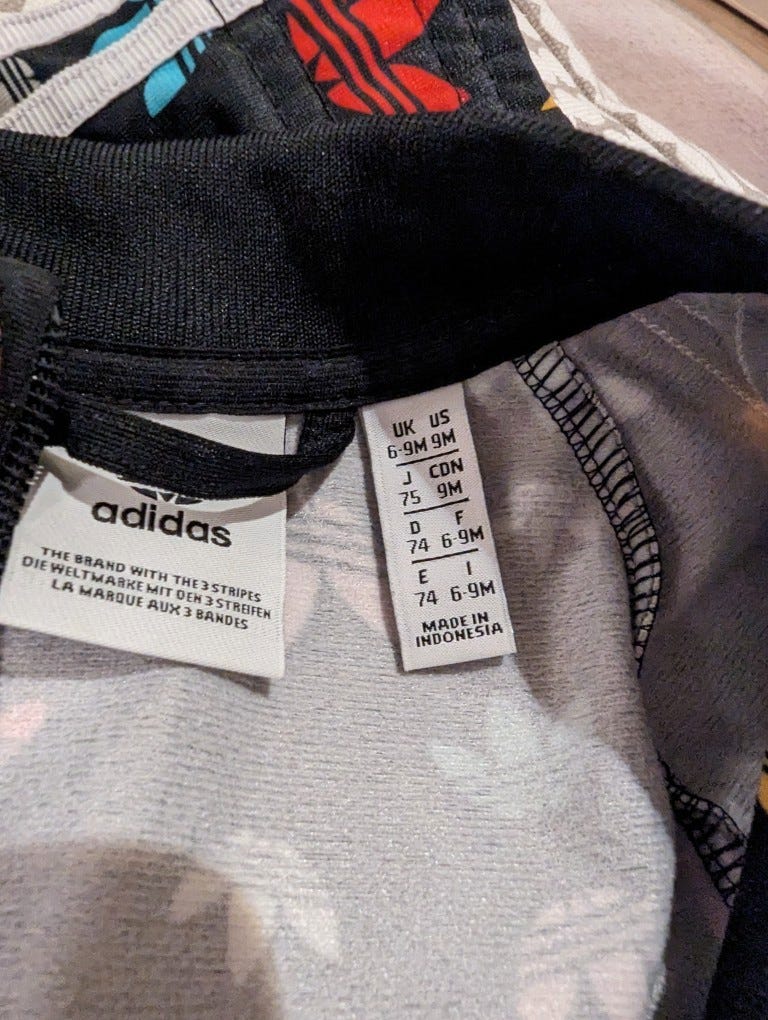 adidas
THE BRAND WITH THE 3 STRIPES
DIE WELTMARKE MIT DEN 3 STREIFEN
LA MARQUE AUX 3 BANDES
UK US
6-9M 9M
J CDN
75 9M
D F
74 6-9M
E I
74 6-9M
MADE IN
INDONESIA